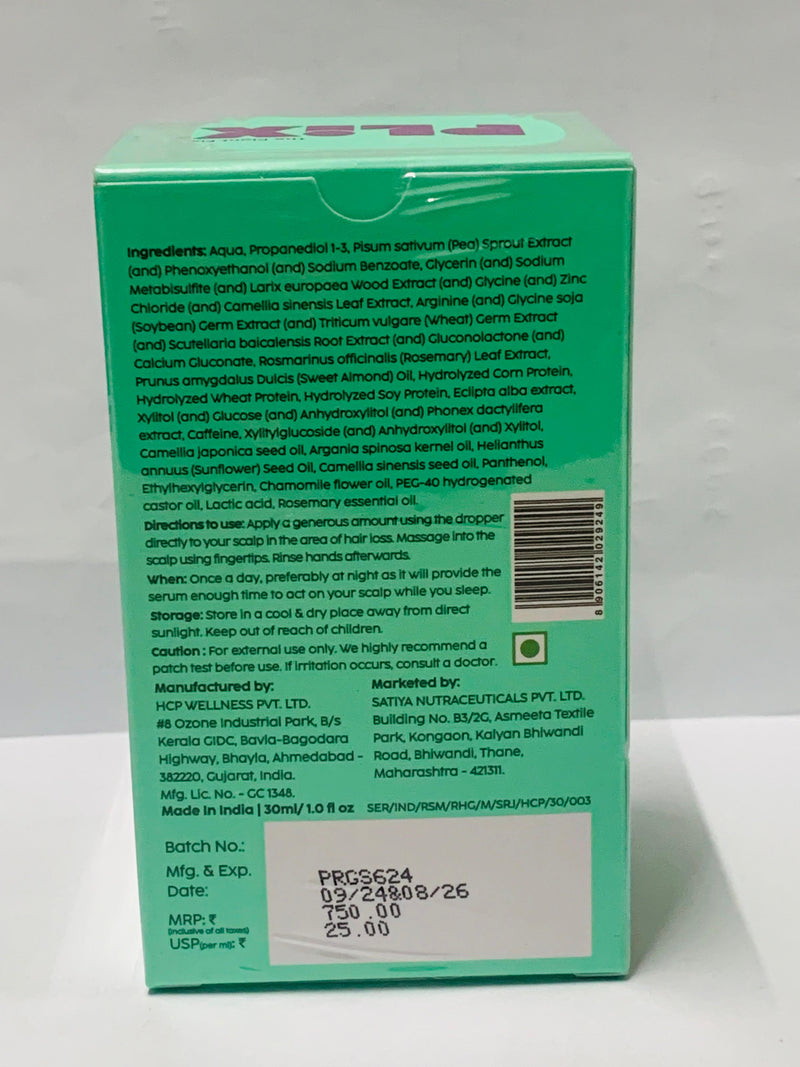 PLIX
Ingredients: Aqua, Propanediol 1-3, Pisum sativum (Pea) Sprout Extract
(and) Phenoxyethanol (and) Sodium Benzoate, Glycerin (and) Sodium
Metabisulfite (and) Larix europaea Wood Extract (and) Glycine (and) Zinc
Chloride (and) Camellia sinensis Leaf Extract, Arginine (and) Glycine soja
(Soybean) Germ Extract (and) Triticum vulgare (Wheat) Germ Extract
(and) Scutellaria baicalensis Root Extract (and) Gluconolactone (and)
Calcium Gluconate, Rosmarinus officinalis (Rosemary) Leaf Extract,
Prunus amygdalus Dulcis (Sweet Almond) Oil, Hydrolyzed Corn Protein,
Hydrolyzed Wheat Protein, Hydrolyzed Soy Protein, Eclipta alba extract,
Xylitol (and) Glucose (and) Anhydroxylitol (and) Phonex dactylifera
extract, Caffeine, Xylitylglucoside (and) Anhydroxylitol (and) Xylitol,
Camellia japonica seed oil, Argania spinosa kernel oil, Helianthus
annuus (Sunflower) Seed Oil, Camellia sinensis seed oil, Panthenol,
Ethylhexylglycerin, Chamomile flower oil, PEG-40 hydrogenated
castor oil, Lactic acid, Rosemary essential oil.
Directions to use: Apply a generous amount using the dropper
directly to your scalp in the area of hair loss. Massage into the
scalp using fingertips. Rinse hands afterwards.
When: Once a day, preferably at night as it will provide the
serum enough time to act on your scalp while you sleep.
Storage: Store in a cool & dry place away from direct
sunlight. Keep out of reach of children.
Caution : For external use only. We highly recommend a
patch test before use. If irritation occurs, consult a doctor.
8 906142 029249
Manufactured by:
HCP WELLNESS PVT. LTD.
#8 Ozone Industrial Park, B/s
Kerala GIDC, Bavla-Bagodara
Highway, Bhayla, Ahmedabad -
382220, Gujarat, India.
Mfg. Lic. No. - GC 1348.
Marketed by:
SATIYA NUTRACEUTICALS PVT. LTD.
Building No. B3/2G, Asmeeta Textile
Park, Kongaon, Kalyan Bhiwandi
Road, Bhiwandi, Thane,
Maharashtra - 421311.
Made in India | 30ml/ 1.0 fl oz SER/IND/RSM/RHG/M/SRJ/HCP/30/003
Batch No.: PRGS624
Mfg. & Exp.
Date: 09/24&08/26
MRP: ₹ 750.00
(inclusive of all taxes)
USP(per ml): ₹ 25.00